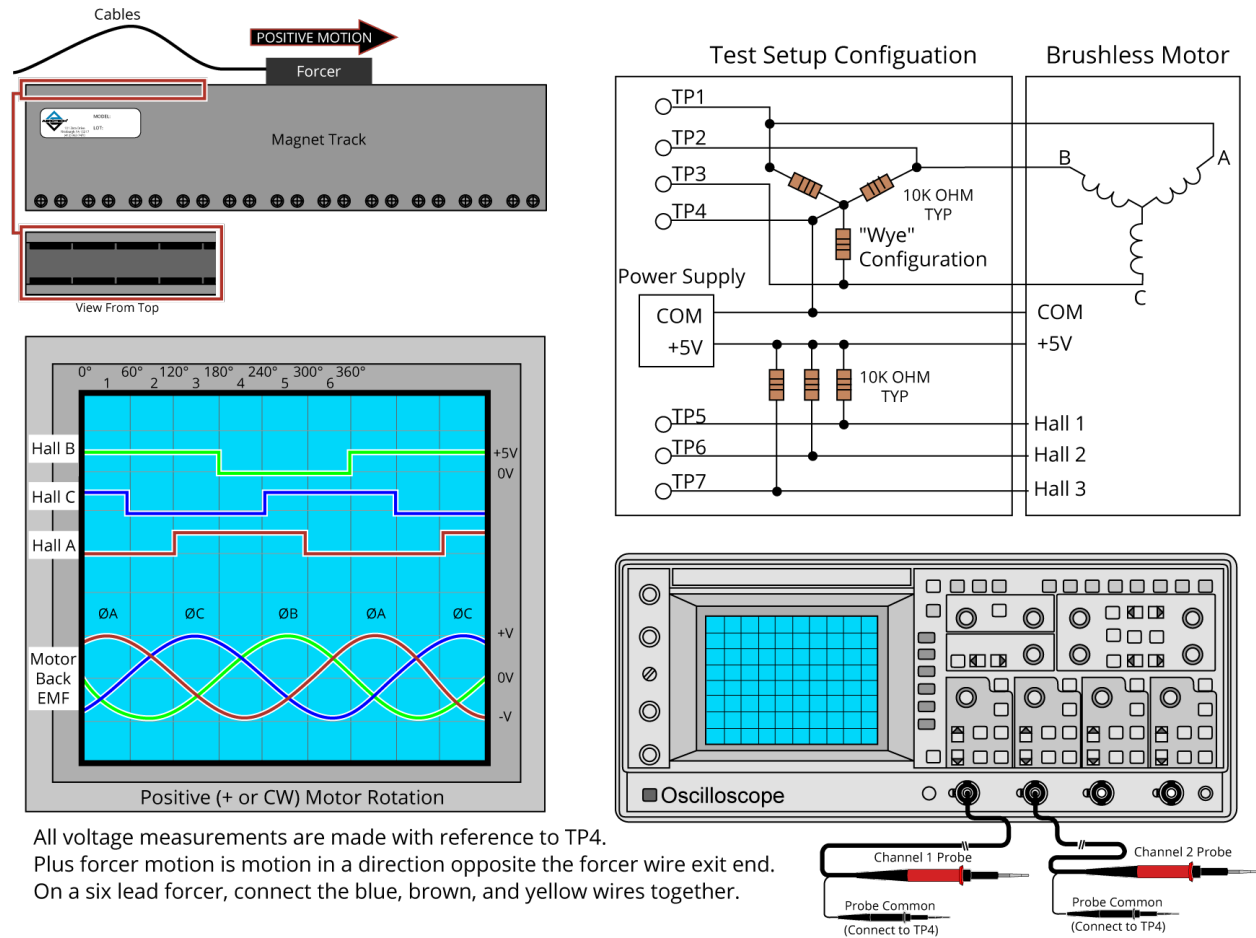 Cables
POSITIVE MOTION
Forcer
MODEL:
LOT:
Magnet Track
View From Top
Test Setup Configuation
Brushless Motor
TP1
TP2
TP3
TP4
10K OHM
TYP
"Wye"
Configuration
B
A
C
Power Supply
COM
+5V
COM
+5V
10K OHM
TYP
TP5
TP6
TP7
Hall 1
Hall 2
Hall 3
0° 60° 120° 180° 240° 300° 360°
1 2 3 4 5 6
Hall B
+5V
0V
Hall C
Hall A
ØA ØC ØB ØA ØC
Motor
Back
EMF
+V
0V
-V
Positive (+ or CW) Motor Rotation
Oscilloscope
Channel 1 Probe
Probe Common
(Connect to TP4)
Channel 2 Probe
Probe Common
(Connect to TP4)
All voltage measurements are made with reference to TP4.
Plus forcer motion is motion in a direction opposite the forcer wire exit end.
On a six lead forcer, connect the blue, brown, and yellow wires together.